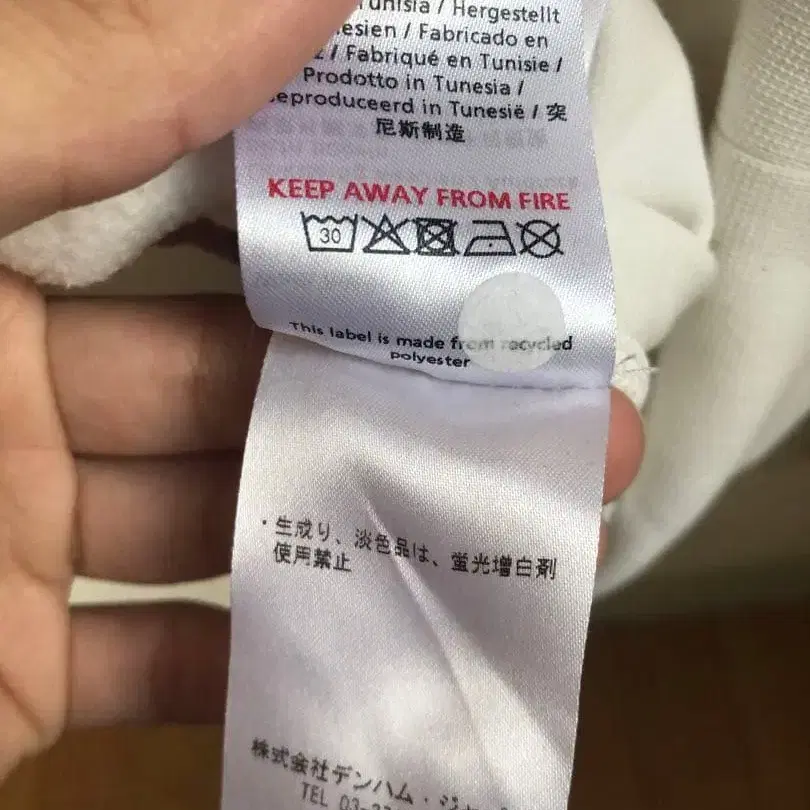 Tunisia / Hergestellt
/ Fabricado en
/ Fabriqué en Tunisie /
Prodotto in Tunesia /
Geproduceerd in Tunesië / 突
尼斯制造
KEEP AWAY FROM FIRE
30
This label is made from recycled
polyester
・生成り、淡色品は、蛍光増白剤
使用禁止
株式会社デンハム・ジャ
TEL 03-